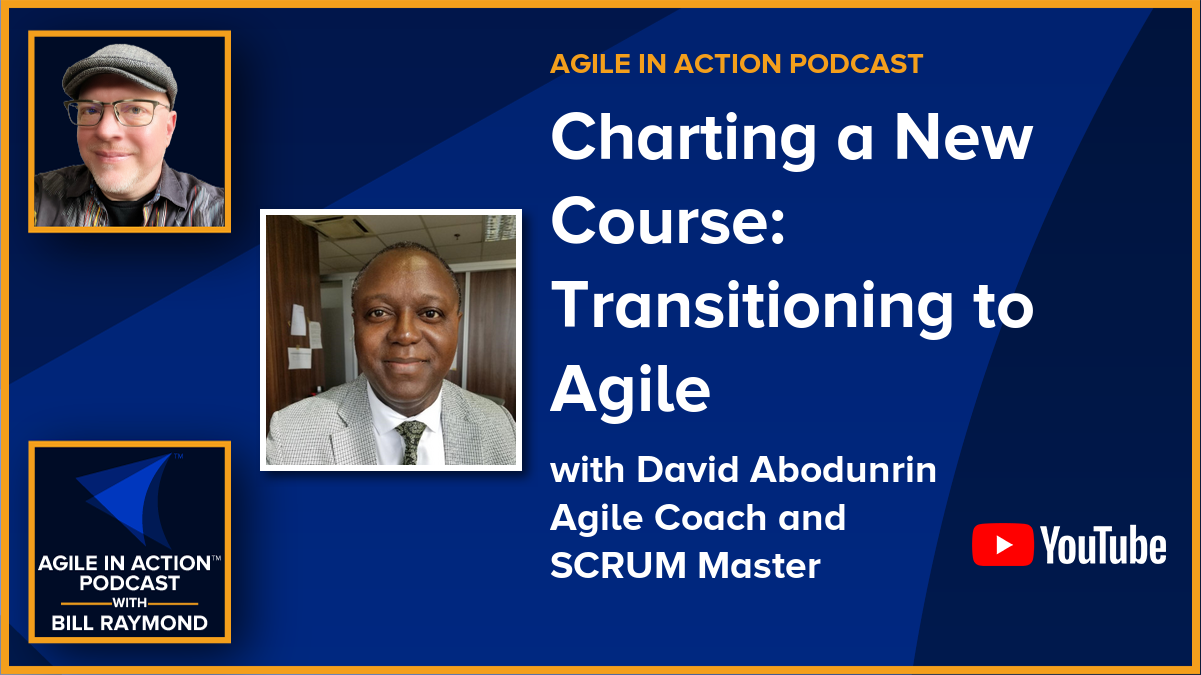 AGILE IN ACTION PODCAST
Charting a New
Course:
Transitioning to
Agile
with David Abodunrin
Agile Coach and
SCRUM Master
YouTube
™
AGILE IN ACTION™
PODCAST
WITH
BILL RAYMOND